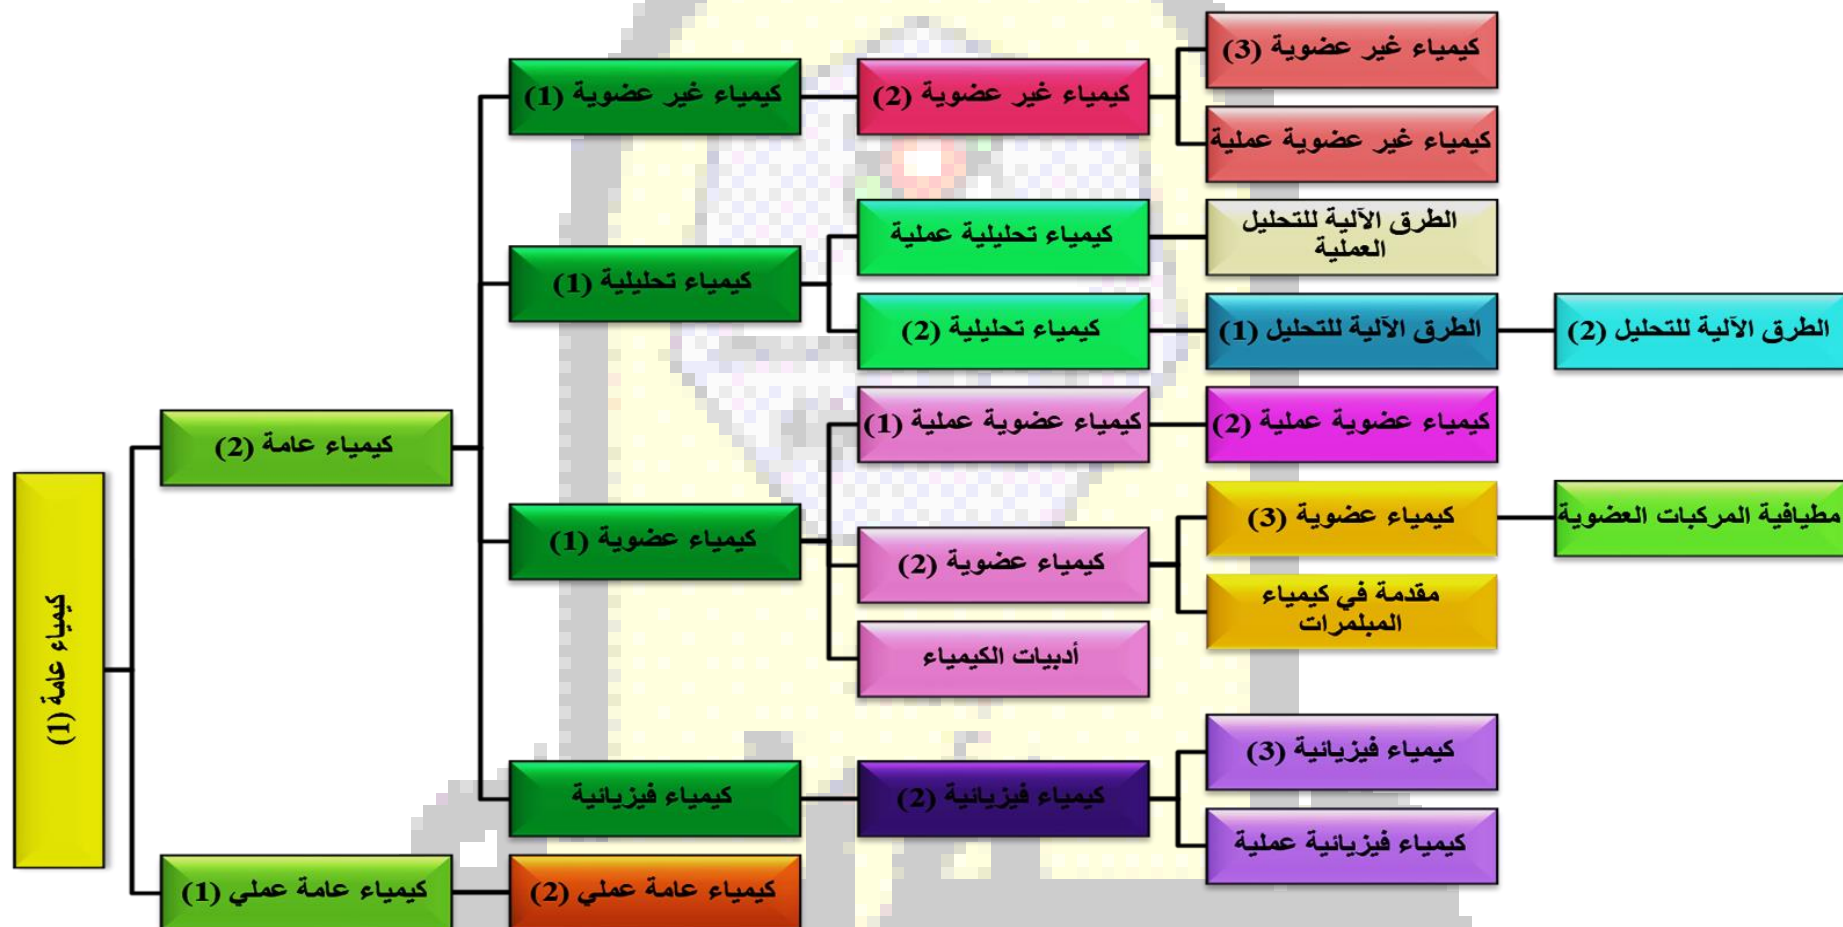 كيمياء عامة (1)
كيمياء عامة (2)
كيمياء غير عضوية (1)
كيمياء غير عضوية (2)
كيمياء غير عضوية (3)
كيمياء غير عضوية عملية
كيمياء تحليلية (1)
كيمياء تحليلية عملية
الطرق الآلية للتحليل
العملية
كيمياء تحليلية (2)
الطرق الآلية للتحليل (1)
الطرق الآلية للتحليل (2)
كيمياء عضوية (1)
كيمياء عضوية عملية (1)
كيمياء عضوية عملية (2)
كيمياء عضوية (2)
كيمياء عضوية (3)
مطيافية المركبات العضوية
مقدمة في كيمياء
المبلمرات
أدبيات الكيمياء
كيمياء فيزيائية
كيمياء فيزيائية (2)
كيمياء فيزيائية (3)
كيمياء فيزيائية عملية
كيمياء عامة عملي (1)
كيمياء عامة عملي (2)